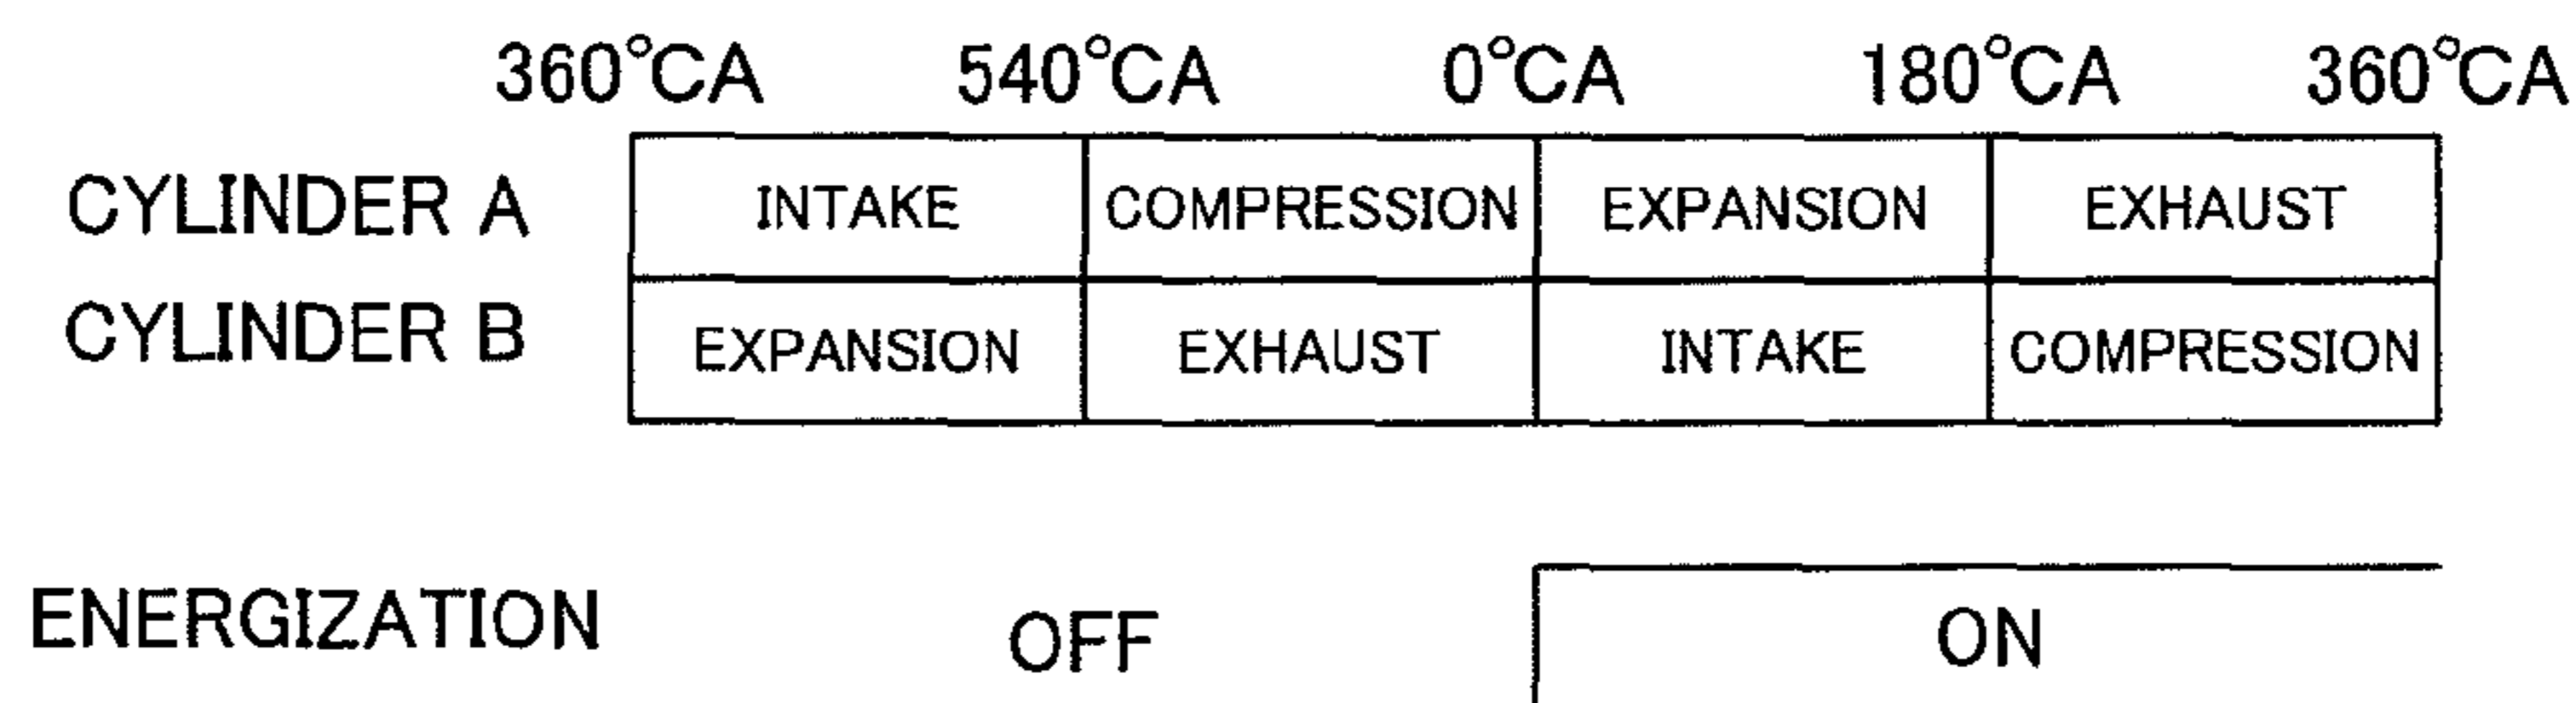 360°CA 540°CA 0°CA 180°CA 360°CA
CYLINDER A INTAKE COMPRESSION EXPANSION EXHAUST
CYLINDER B EXPANSION EXHAUST INTAKE COMPRESSION
ENERGIZATION OFF ON